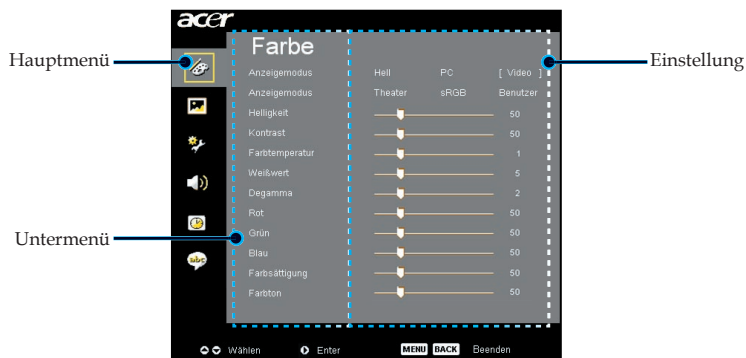 acer
Farbe
Hauptmenü
Einstellung
Anzeigemodus Hell PC [ Video ]
Anzeigemodus Theater sRGB Benutzer
Helligkeit 50
Kontrast 50
Farbtemperatur 1
Weißwert 5
Degamma 2
Rot 50
Untermenü
Grün 50
abc
Blau 50
Farbsättigung 50
Farbton 50
Wählen Enter MENU BACK Beenden